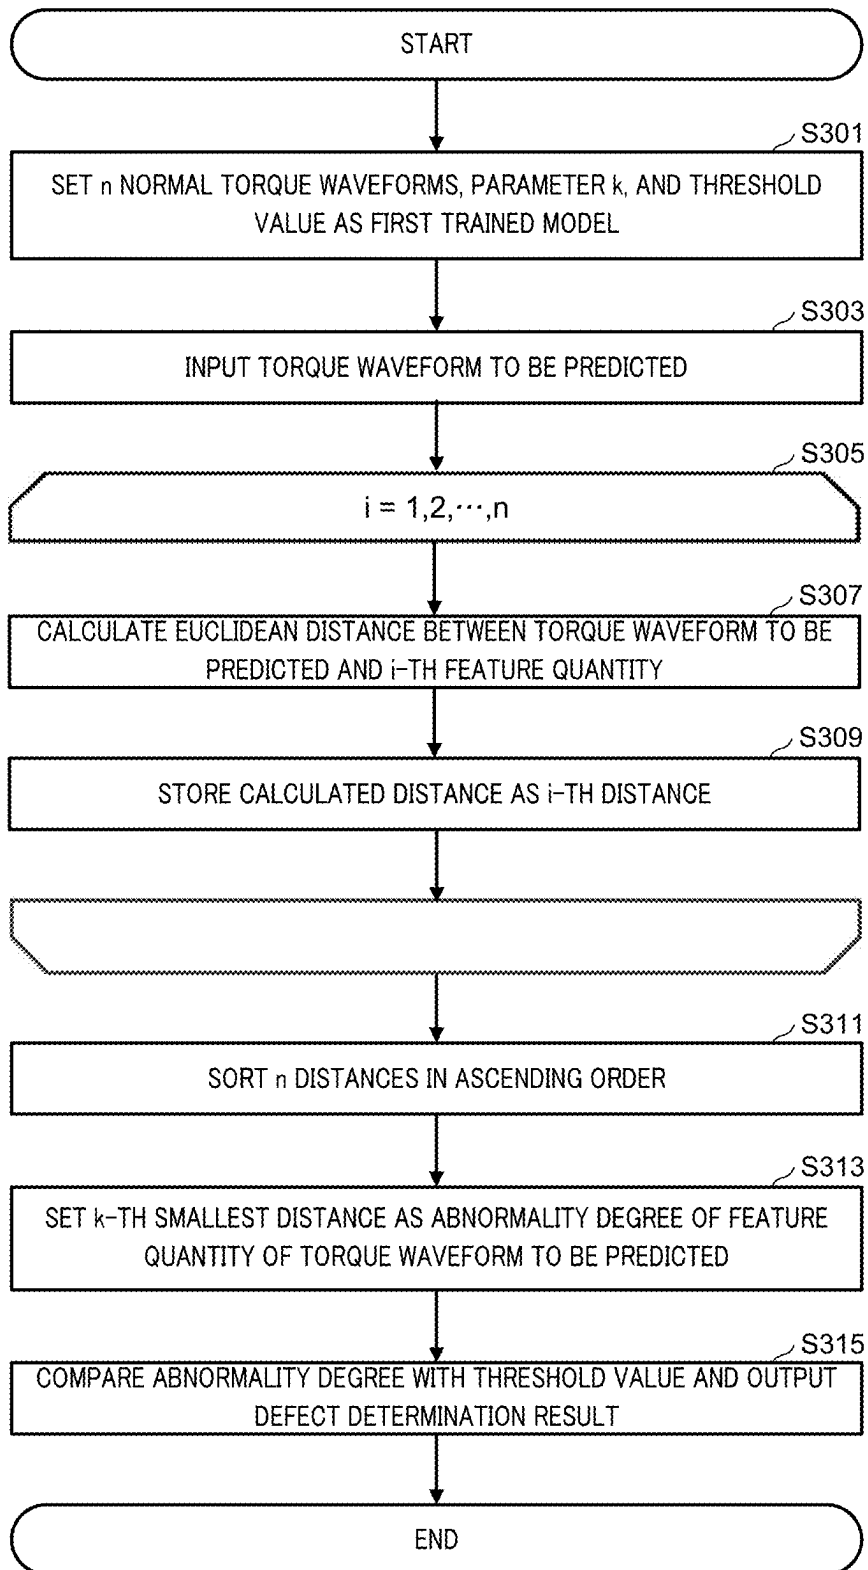 START
S301
SET n NORMAL TORQUE WAVEFORMS, PARAMETER k, AND THRESHOLD
VALUE AS FIRST TRAINED MODEL
S303
INPUT TORQUE WAVEFORM TO BE PREDICTED
S305
i = 1,2,⋯,n
S307
CALCULATE EUCLIDEAN DISTANCE BETWEEN TORQUE WAVEFORM TO BE
PREDICTED AND i-TH FEATURE QUANTITY
S309
STORE CALCULATED DISTANCE AS i-TH DISTANCE
S311
SORT n DISTANCES IN ASCENDING ORDER
S313
SET k-TH SMALLEST DISTANCE AS ABNORMALITY DEGREE OF FEATURE
QUANTITY OF TORQUE WAVEFORM TO BE PREDICTED
S315
COMPARE ABNORMALITY DEGREE WITH THRESHOLD VALUE AND OUTPUT
DEFECT DETERMINATION RESULT
END